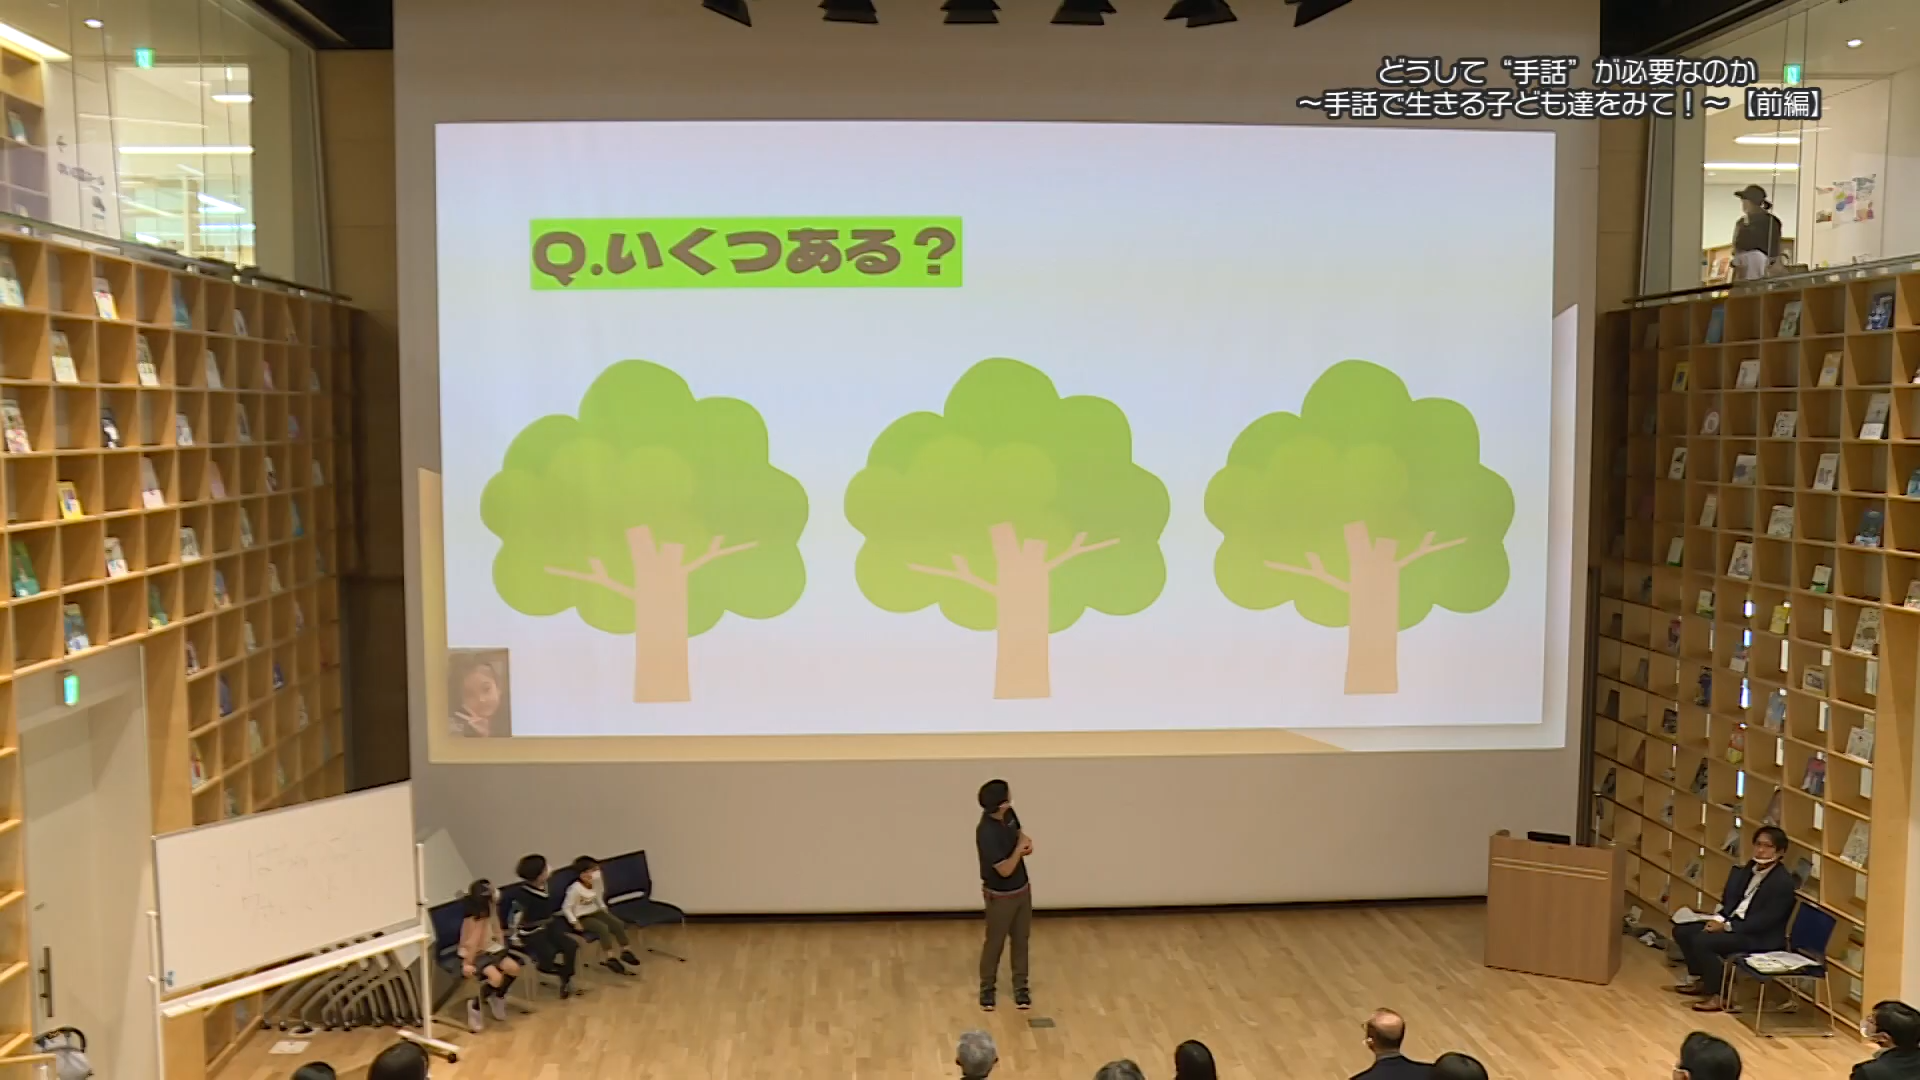 どうして“手話”が必要なのか
～手話で生きる子ども達をみて！～【前編】
Q.いくつある？